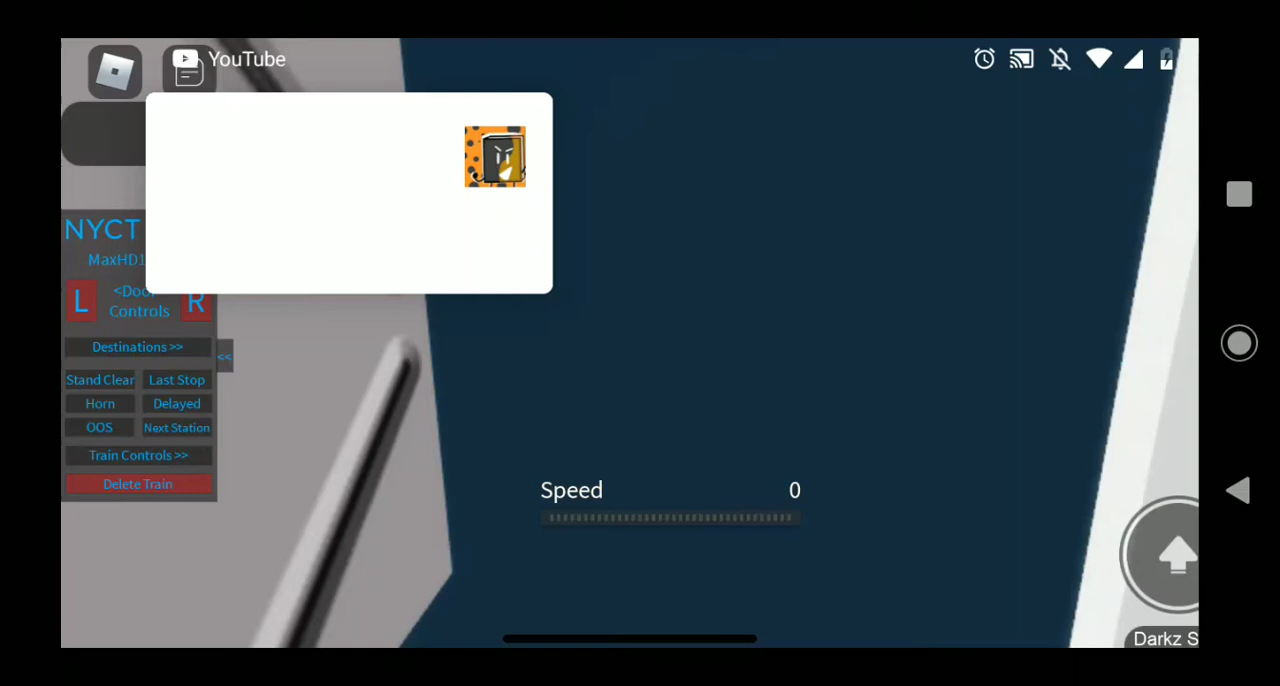 YouTube
NYCT
MaxHD1
<Door
Controls
L
R
Destinations >>
<<
Stand Clear
Last Stop
Horn
Delayed
OOS
Next Station
Train Controls >>
Delete Train
Speed
0
Darkz S